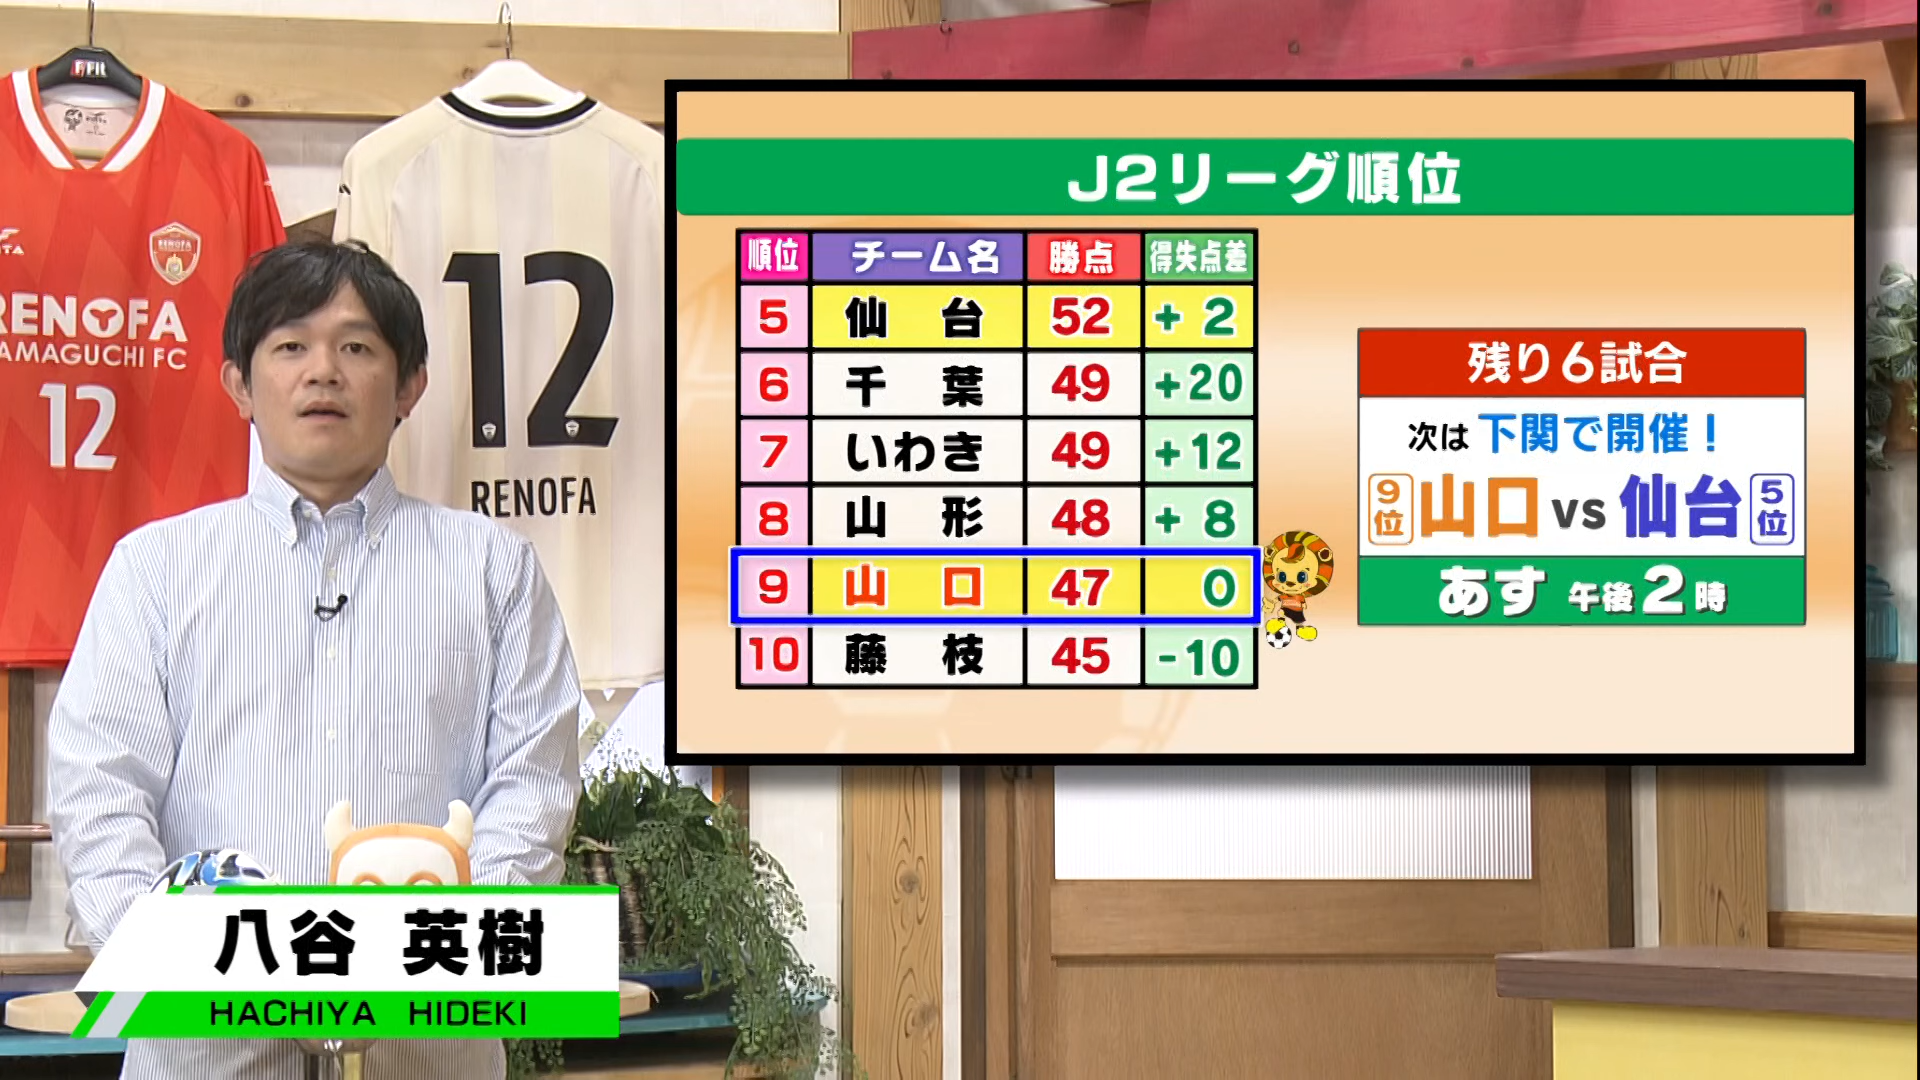 FFit
RENOFA
RENOFA
YAMAGUCHI FC
12
12
RENOFA
J2リーグ順位
順位 チーム名 勝点 得失点差
5 仙台 52 +2
6 千葉 49 +20
7 いわき 49 +12
8 山形 48 +8
9 山口 47 0
10 藤枝 45 -10
残り6試合
次は下関で開催！
9位 山口 vs 仙台 5位
あす 午後2時
八谷 英樹
HACHIYA HIDEKI